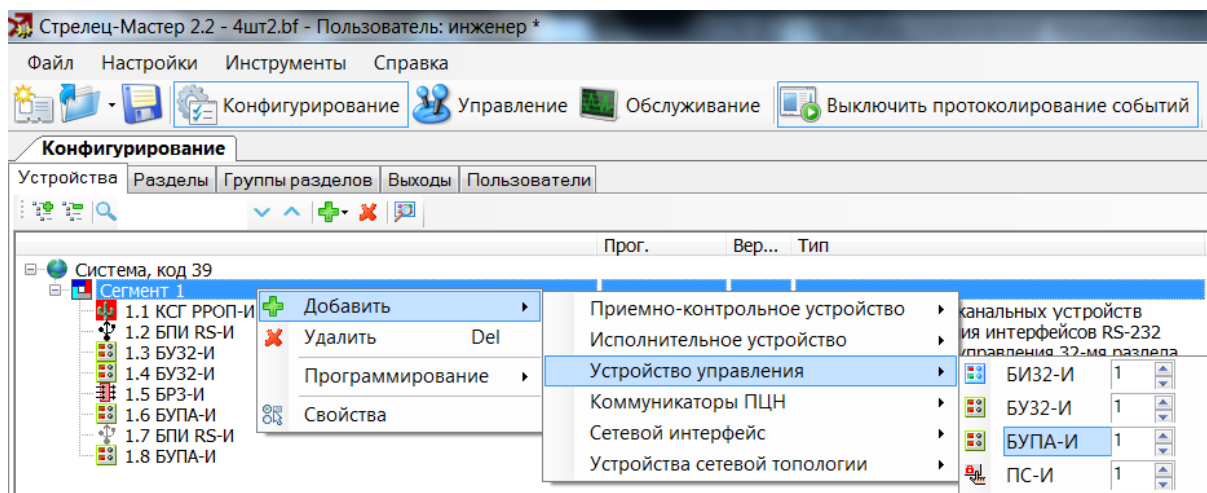 Стрелец-Мастер 2.2 - 4шт2.bf - Пользователь: инженер *
Файл Настройки Инструменты Справка
Конфигурирование Управление Обслуживание Выключить протоколирование событий
Конфигурирование
Устройства Разделы Группы разделов Выходы Пользователи
Прог. Вер... Тип
Система, код 39
Сегмент 1
1.1 КСГ РРОП-И
1.2 БПИ RS-И
1.3 БУ32-И
1.4 БУ32-И
1.5 БРЗ-И
1.6 БУПА-И
1.7 БПИ RS-И
1.8 БУПА-И
Добавить
Удалить Del
Программирование
Свойства
Приемно-контрольное устройство
Исполнительное устройство
Устройство управления
Коммуникаторы ПЦН
Сетевой интерфейс
Устройства сетевой топологии
канальных устройств
ия интерфейсов RS-232
управления 32-мя раздела
БИ32-И 1
БУ32-И 1
БУПА-И 1
ПС-И 1